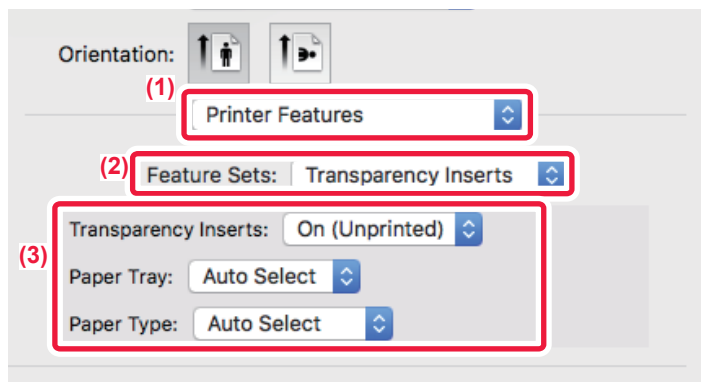 Orientation:
(1)
Printer Features
(2)
Feature Sets: Transparency Inserts
(3)
Transparency Inserts: On (Unprinted)
Paper Tray: Auto Select
Paper Type: Auto Select